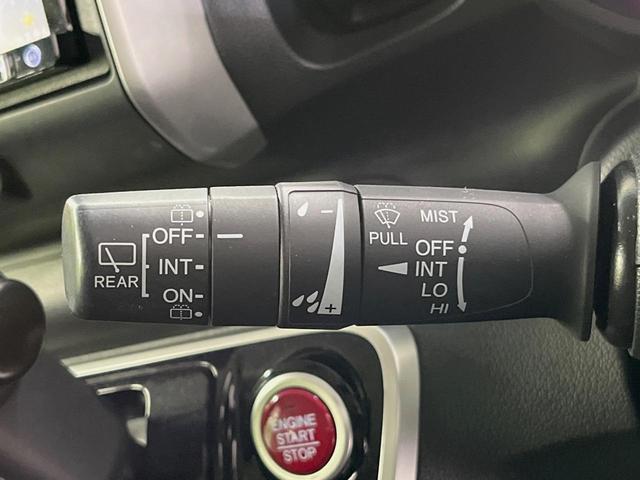 REAR
OFF
INT
ON
−
+
PULL
MIST
OFF
INT
LO
HI
ENGINE
START
STOP